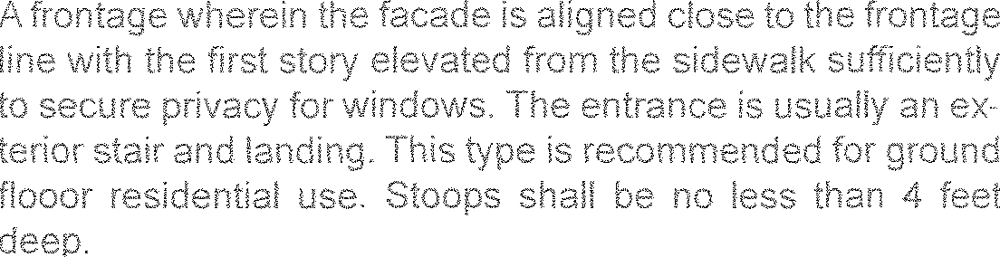 A frontage wherein the facade is aligned close to the frontage
line with the first story elevated from the sidewalk sufficiently
to secure privacy for windows. The entrance is usually an ex-
terior stair and landing. This type is recommended for ground
flooor residential use. Stoops shall be no less than 4 feet
deep.